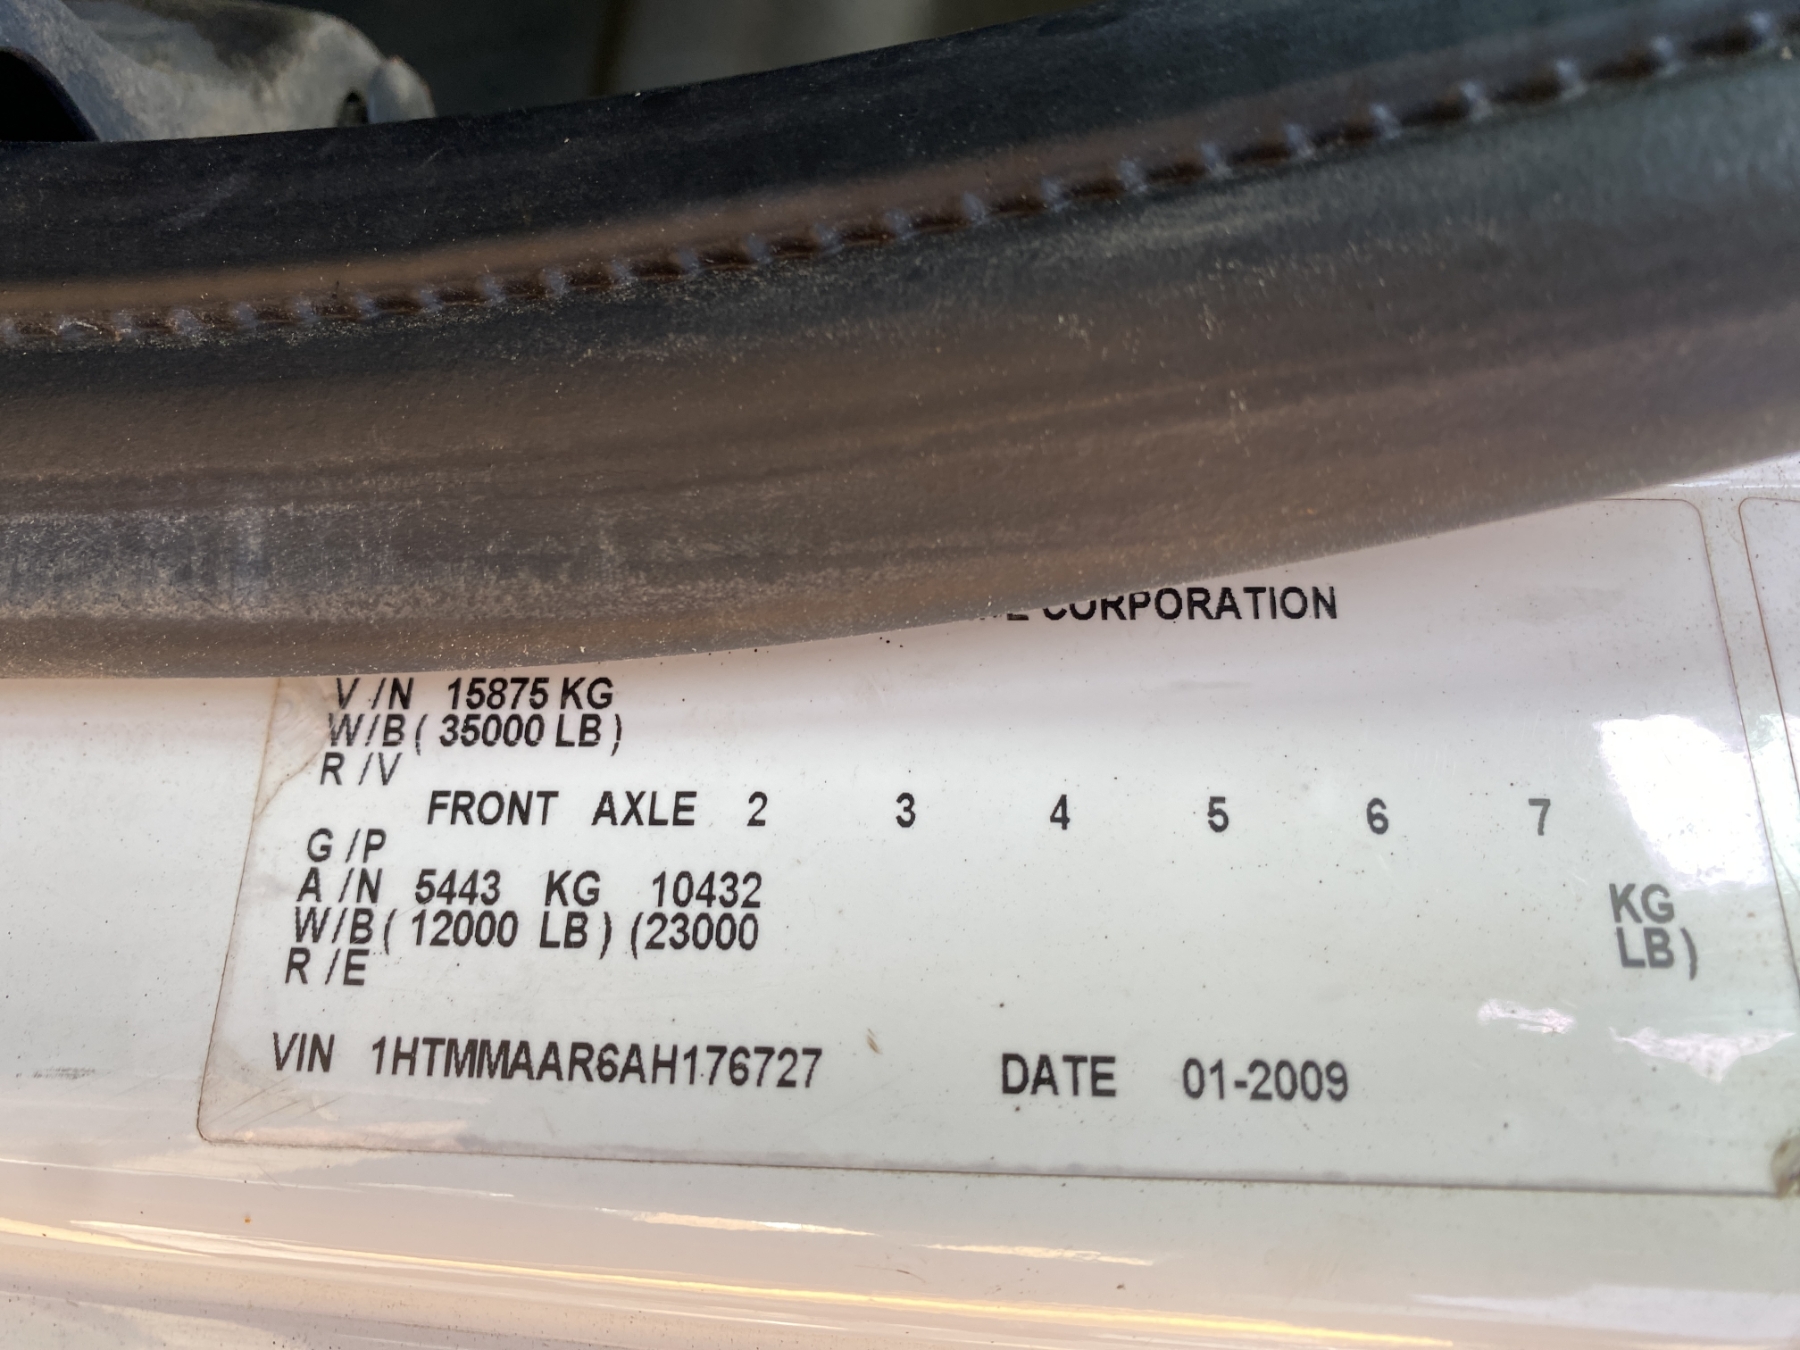 CORPORATION
V /N 15875 KG
W/B ( 35000 LB )
R /V
FRONT AXLE 2 3 4 5 6 7
G /P
A /N 5443 KG 10432 KG
W/B ( 12000 LB ) (23000 LB )
R /E
VIN 1HTMMAAR6AH176727 DATE 01-2009